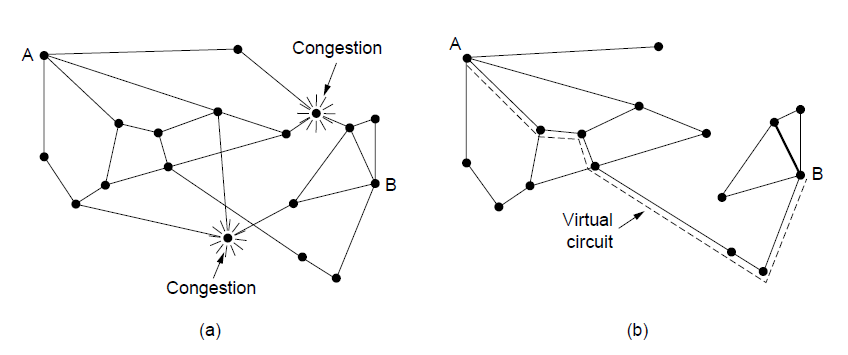 A
Congestion
B
Congestion
(a)
A
B
Virtual
circuit
(b)